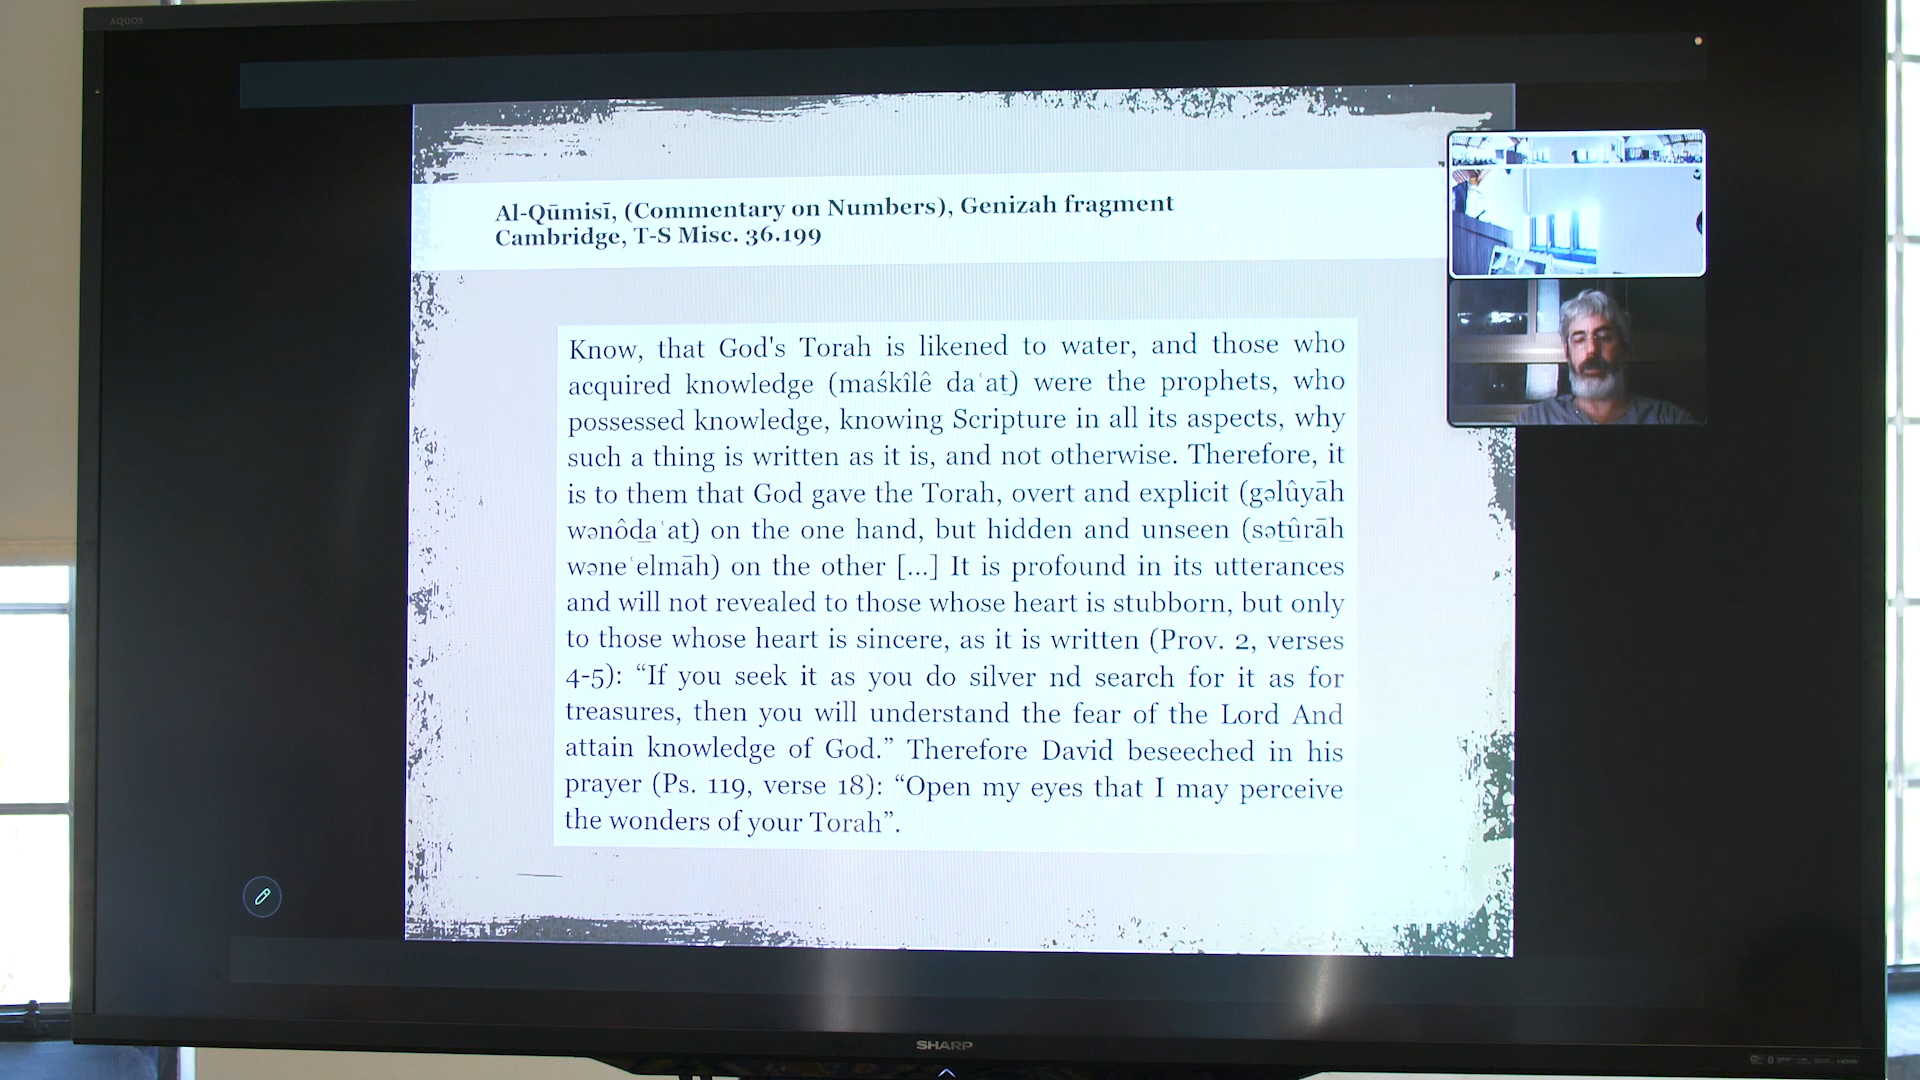 AQUOS
Al-Qūmisī, (Commentary on Numbers), Genizah fragment
Cambridge, T-S Misc. 36.199
Know, that God's Torah is likened to water, and those who
acquired knowledge (maśkîlê daʿaṯ) were the prophets, who
possessed knowledge, knowing Scripture in all its aspects, why
such a thing is written as it is, and not otherwise. Therefore, it
is to them that God gave the Torah, overt and explicit (gəlûyāh
wənôḏaʿaṯ) on the one hand, but hidden and unseen (səṯûrāh
wəneʿelmāh) on the other [...] It is profound in its utterances
and will not revealed to those whose heart is stubborn, but only
to those whose heart is sincere, as it is written (Prov. 2, verses
4-5): “If you seek it as you do silver nd search for it as for
treasures, then you will understand the fear of the Lord And
attain knowledge of God.” Therefore David beseeched in his
prayer (Ps. 119, verse 18): “Open my eyes that I may perceive
the wonders of your Torah”.
SHARP